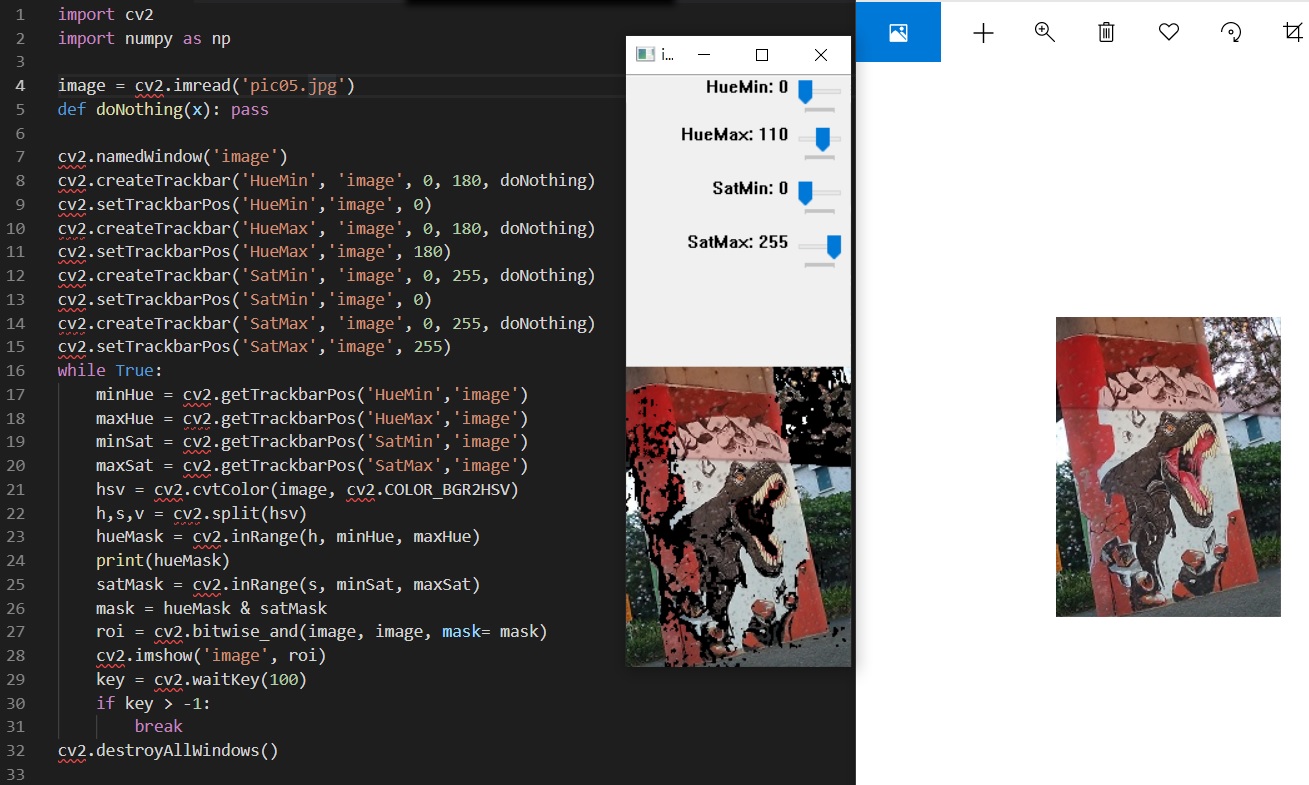 1 import cv2
2 import numpy as np
3
4 image = cv2.imread('pic05.jpg')
5 def doNothing(x): pass
6
7 cv2.namedWindow('image')
8 cv2.createTrackbar('HueMin', 'image', 0, 180, doNothing)
9 cv2.setTrackbarPos('HueMin','image', 0)
10 cv2.createTrackbar('HueMax', 'image', 0, 180, doNothing)
11 cv2.setTrackbarPos('HueMax','image', 180)
12 cv2.createTrackbar('SatMin', 'image', 0, 255, doNothing)
13 cv2.setTrackbarPos('SatMin','image', 0)
14 cv2.createTrackbar('SatMax', 'image', 0, 255, doNothing)
15 cv2.setTrackbarPos('SatMax','image', 255)
16 while True:
17     minHue = cv2.getTrackbarPos('HueMin','image')
18     maxHue = cv2.getTrackbarPos('HueMax','image')
19     minSat = cv2.getTrackbarPos('SatMin','image')
20     maxSat = cv2.getTrackbarPos('SatMax','image')
21     hsv = cv2.cvtColor(image, cv2.COLOR_BGR2HSV)
22     h,s,v = cv2.split(hsv)
23     hueMask = cv2.inRange(h, minHue, maxHue)
24     print(hueMask)
25     satMask = cv2.inRange(s, minSat, maxSat)
26     mask = hueMask & satMask
27     roi = cv2.bitwise_and(image, image, mask= mask)
28     cv2.imshow('image', roi)
29     key = cv2.waitKey(100)
30     if key > -1:
31         break
32 cv2.destroyAllWindows()
33
i...
HueMin: 0
HueMax: 110
SatMin: 0
SatMax: 255